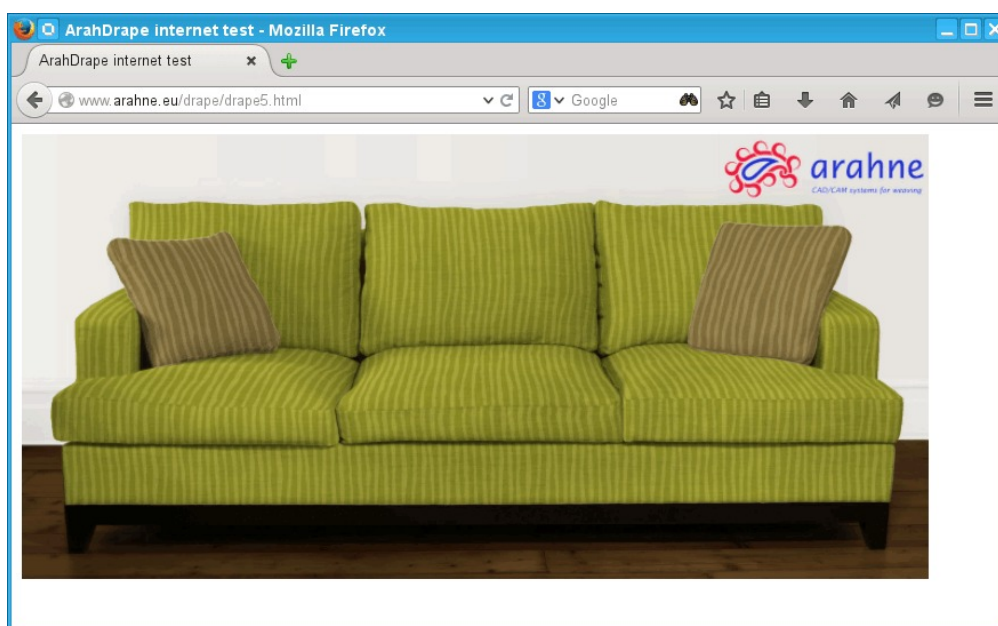 ArahDrape internet test - Mozilla Firefox
ArahDrape internet test
www.arahne.eu/drape/drape5.html
8 Google
arahne
CAD/CAM systems for weaving